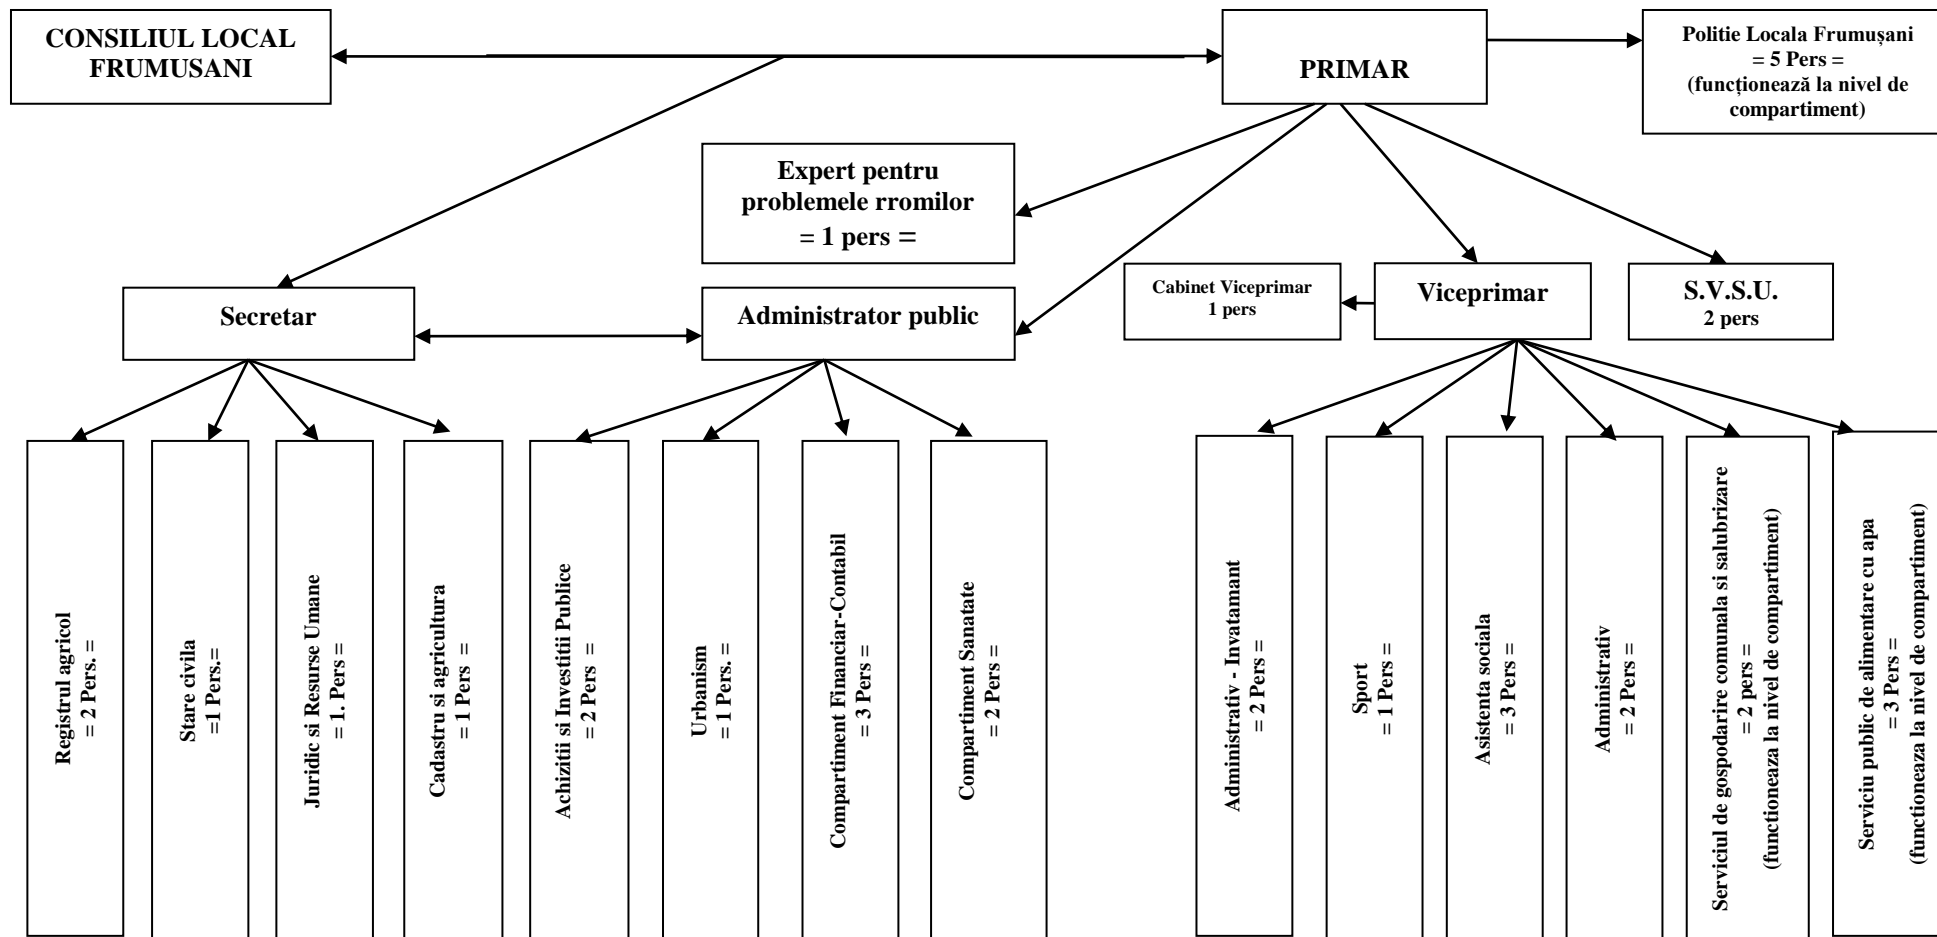 CONSILIUL LOCAL
FRUMUSANI
PRIMAR
Politie Locala Frumușani
= 5 Pers =
(funcționează la nivel de
compartiment)
Expert pentru
problemele rromilor
= 1 pers =
Secretar
Administrator public
Cabinet Viceprimar
1 pers
Viceprimar
S.V.S.U.
2 pers
Registrul agricol
= 2 Pers. =
Stare civila
=1 Pers.=
Juridic si Resurse Umane
= 1. Pers =
Cadastru si agricultura
= 1 Pers =
Achizitii si Investitii Publice
= 2 Pers =
Urbanism
= 1 Pers. =
Compartiment Financiar-Contabil
= 3 Pers =
Compartiment Sanatate
= 2 Pers =
Administrativ - Invatamant
= 2 Pers =
Sport
= 1 Pers =
Asistenta sociala
= 3 Pers =
Administrativ
= 2 Pers =
Serviciul de gospodarire comunala si salubrizare
= 2 pers =
(functioneaza la nivel de compartiment)
Serviciu public de alimentare cu apa
= 3 Pers =
(functioneaza la nivel de compartiment)